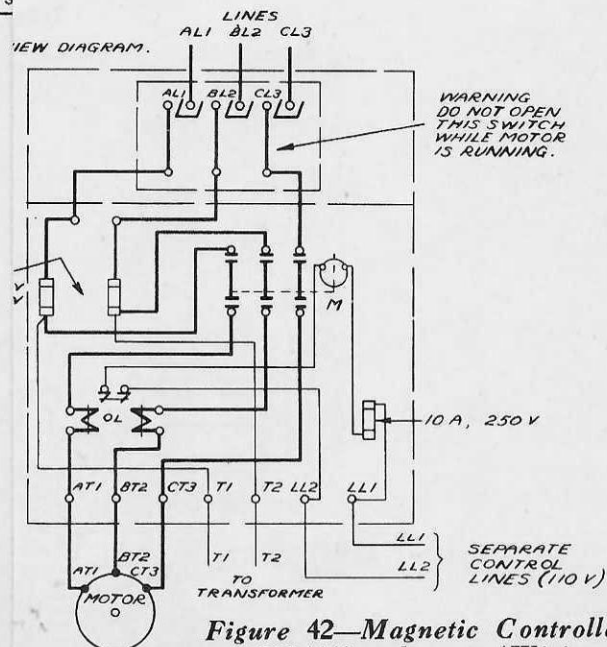 LINES
AL1 BL2 CL3
IEW DIAGRAM.
AL1 BL2 CL3
WARNING
DO NOT OPEN
THIS SWITCH
WHILE MOTOR
IS RUNNING.
M
OL
10 A, 250 V
AT1 BT2 CT3 T1 T2 LL2 LL1
LL1
LL2
SEPARATE
CONTROL
LINES (110 V)
T1 T2
TO
TRANSFORMER
BT2
AT1 CT3
MOTOR
Figure 42—Magnetic Controlle